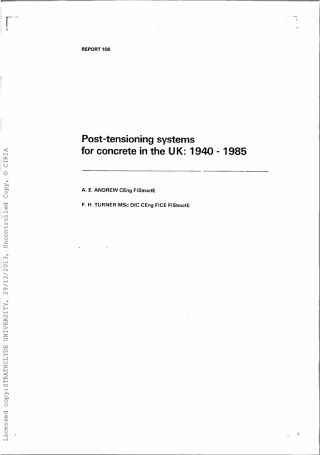 REPORT 106
Post-tensioning systems
for concrete in the UK: 1940 - 1985
A. E. ANDREW CEng FIStructE
F. H. TURNER MSc DIC CEng FICE FIStructE
Licensed copy:STRATHCLYDE UNIVERSITY, 29/12/2013, Uncontrolled Copy, © CIRIA